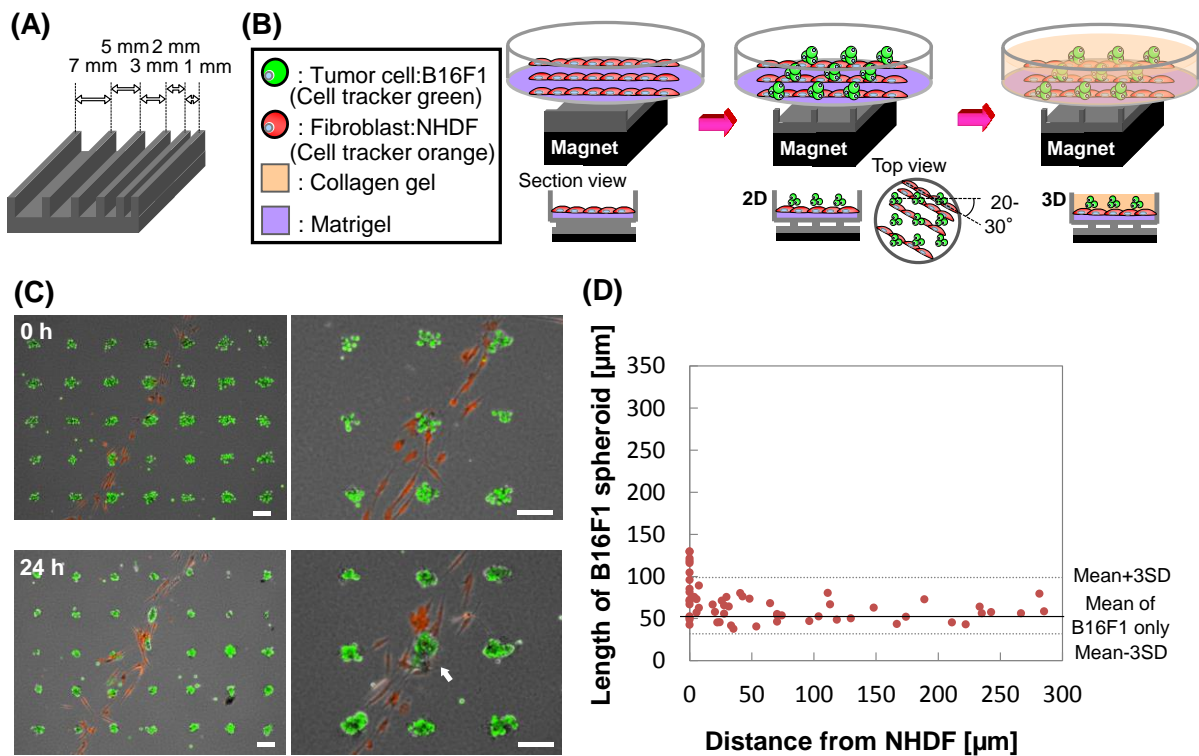 (A)
5 mm 2 mm
7 mm 3 mm 1 mm
(B)
: Tumor cell:B16F1
(Cell tracker green)
: Fibroblast:NHDF
(Cell tracker orange)
: Collagen gel
: Matrigel
Magnet
Magnet
Magnet
Section view
2D
Top view
20-
30°
3D
(C)
0 h
24 h
(D)
Length of B16F1 spheroid [µm]
350
300
250
200
150
100
50
0
0 50 100 150 200 250 300
Distance from NHDF [µm]
Mean+3SD
Mean of
B16F1 only
Mean-3SD